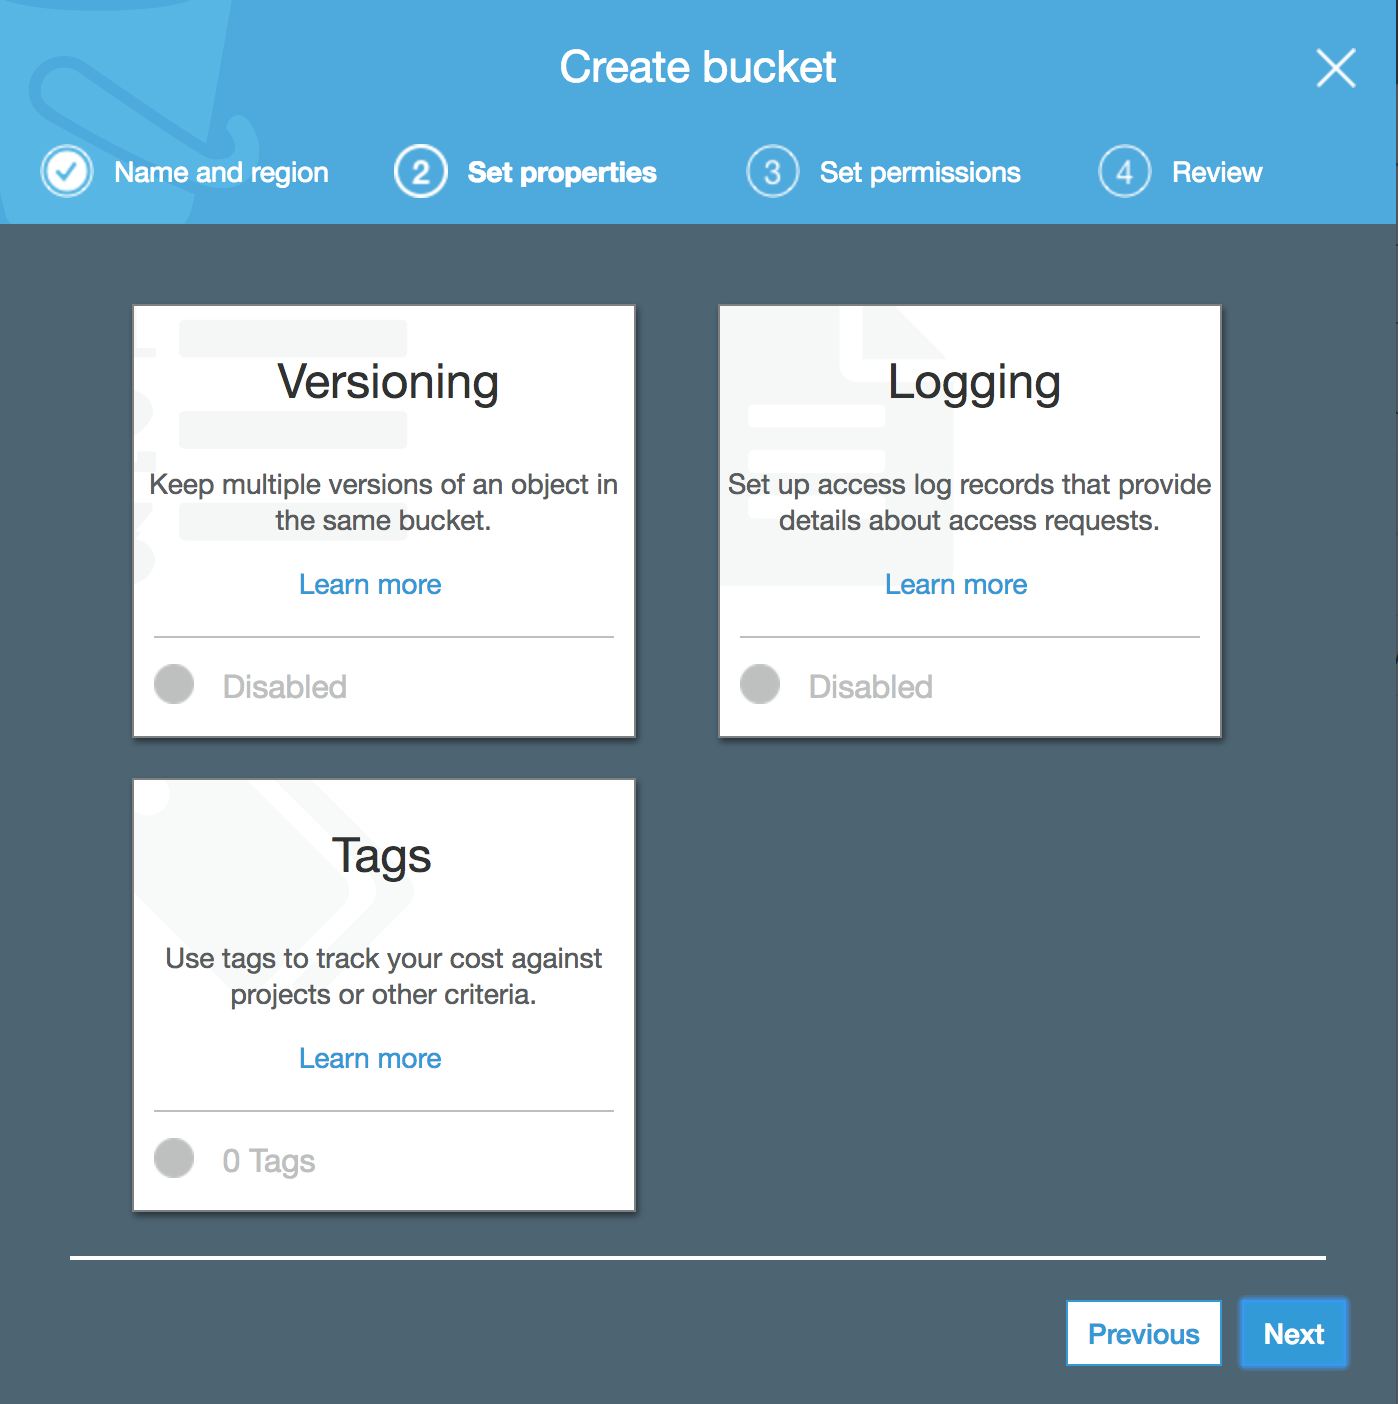 Create bucket
Name and region
2 Set properties
3 Set permissions
4 Review
Versioning
Keep multiple versions of an object in
the same bucket.
Learn more
Disabled
Logging
Set up access log records that provide
details about access requests.
Learn more
Disabled
Tags
Use tags to track your cost against
projects or other criteria.
Learn more
0 Tags
Previous
Next